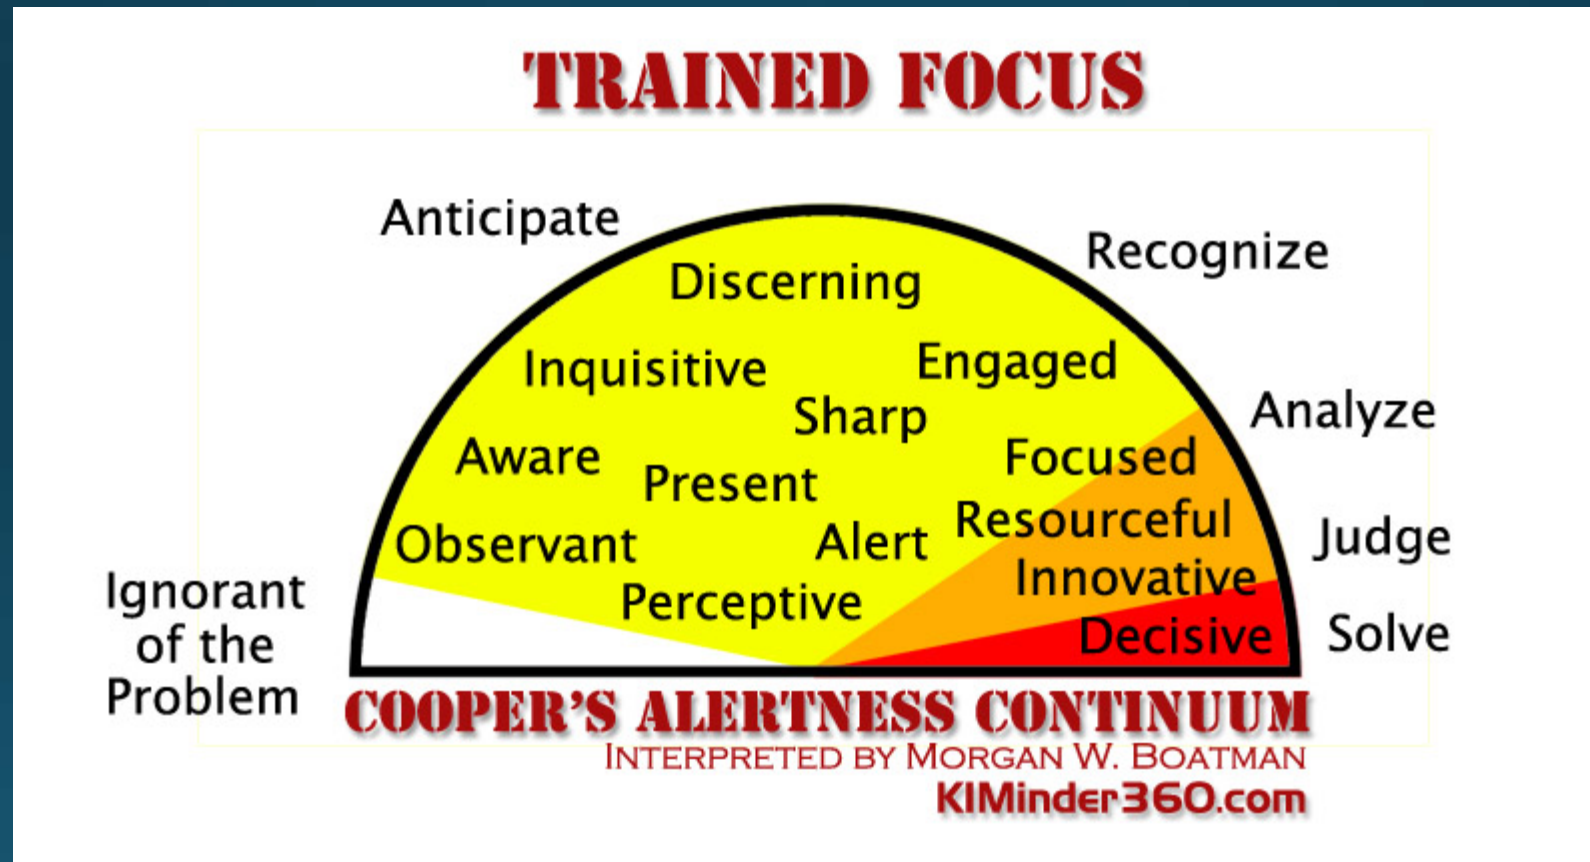 TRAINED FOCUS
Anticipate
Recognize
Discerning
Inquisitive
Engaged
Sharp
Analyze
Aware
Focused
Present
Resourceful
Observant
Alert
Judge
Innovative
Ignorant
of the
Problem
Perceptive
Decisive
Solve
COOPER'S ALERTNESS CONTINUUM
INTERPRETED BY MORGAN W. BOATMAN
KIMinder360.com